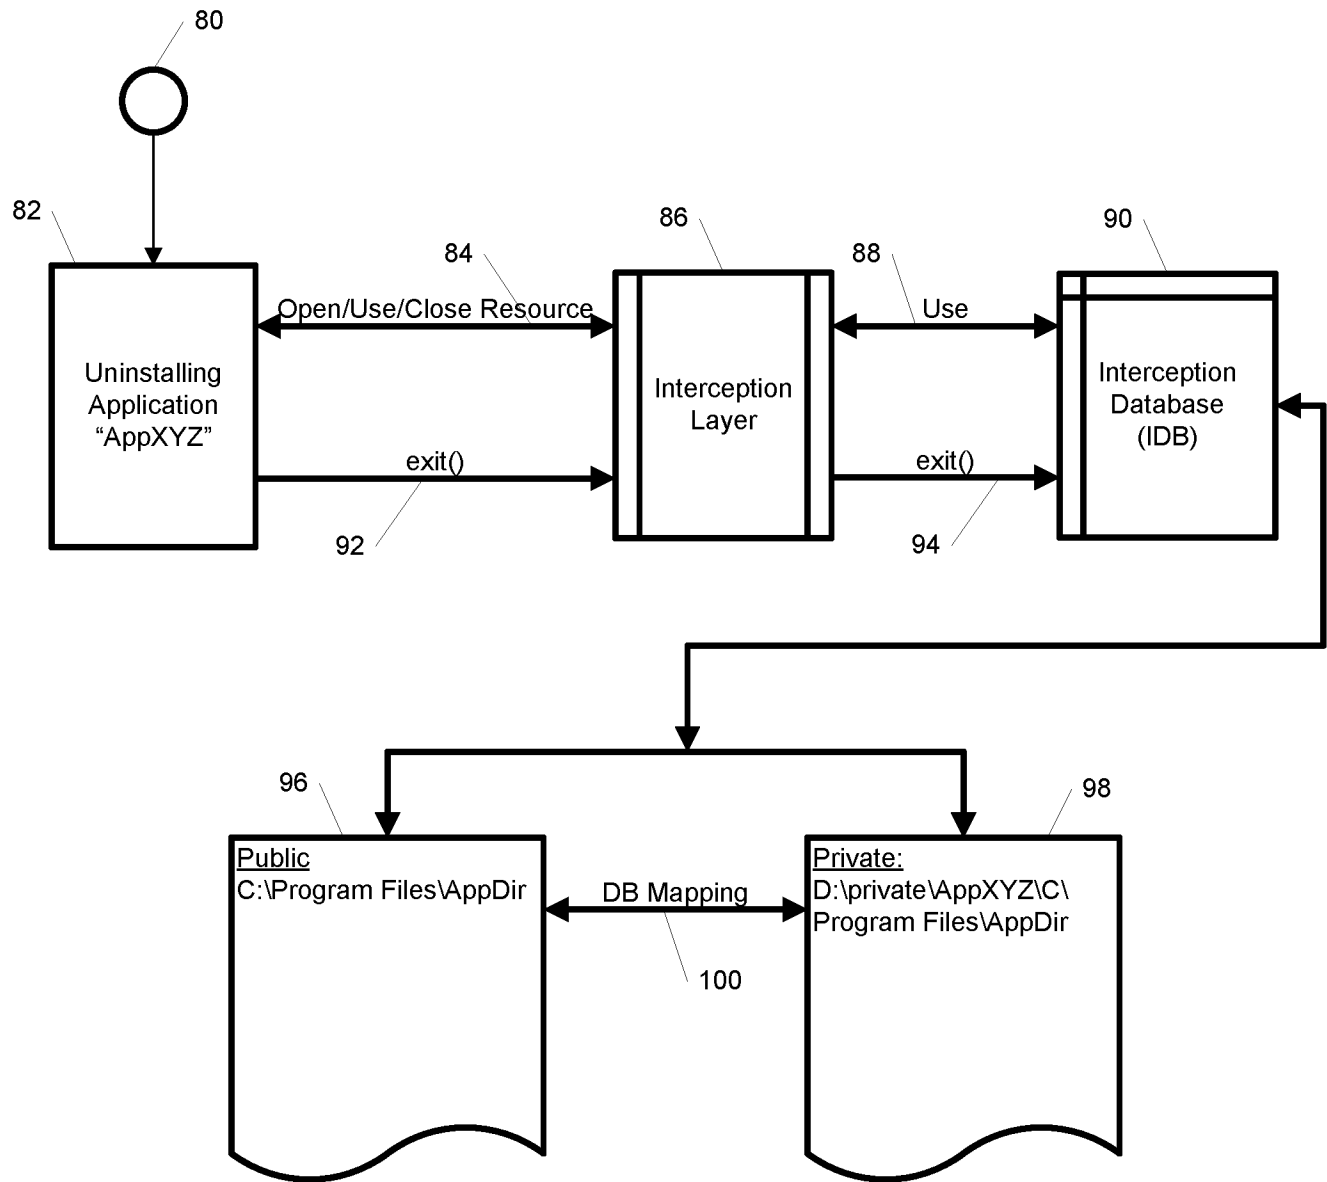 80
82
84
86
88
90
Open/Use/Close Resource
Use
Uninstalling
Application
“AppXYZ”
Interception
Layer
Interception
Database
(IDB)
exit()
exit()
92
94
96
98
Public
C:\Program Files\AppDir
DB Mapping
Private:
D:\private\AppXYZ\C\
Program Files\AppDir
100